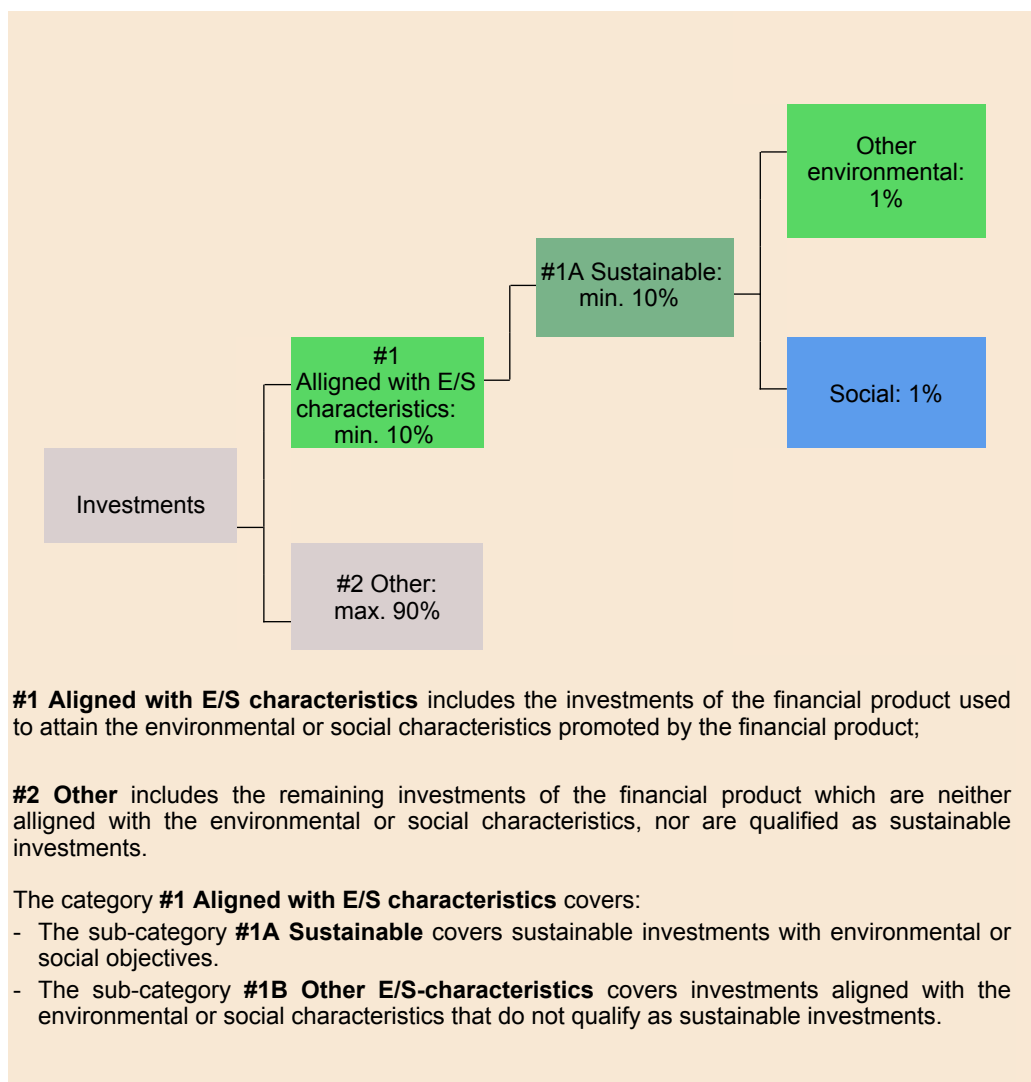 Other
environmental:
1%
#1A Sustainable:
min. 10%
#1
Alligned with E/S
characteristics:
min. 10%
Social: 1%
Investments
#2 Other:
max. 90%
#1 Aligned with E/S characteristics includes the investments of the financial product used
to attain the environmental or social characteristics promoted by the financial product;
#2 Other includes the remaining investments of the financial product which are neither
alligned with the environmental or social characteristics, nor are qualified as sustainable
investments.
The category #1 Aligned with E/S characteristics covers:
- The sub-category #1A Sustainable covers sustainable investments with environmental or
social objectives.
- The sub-category #1B Other E/S-characteristics covers investments aligned with the
environmental or social characteristics that do not qualify as sustainable investments.